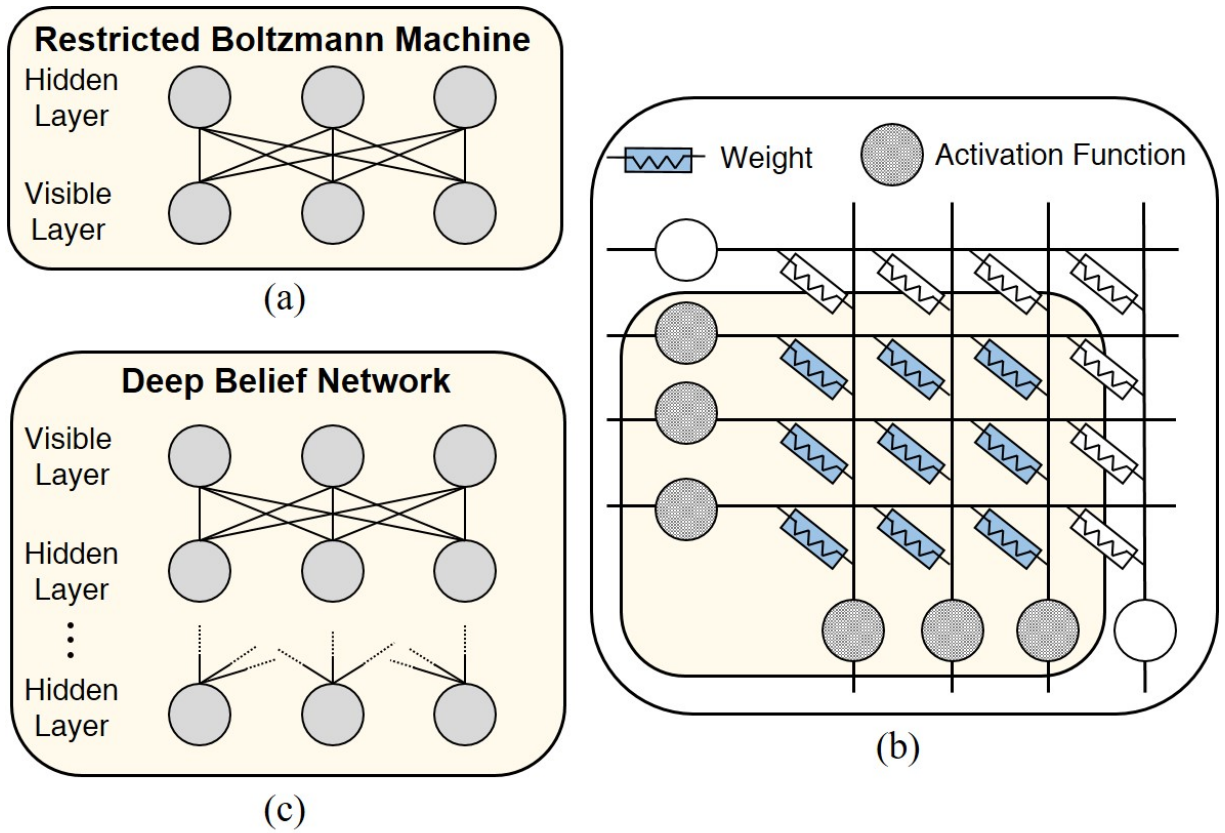 Restricted Boltzmann Machine
Hidden
Layer
Visible
Layer
(a)
Deep Belief Network
Visible
Layer
Hidden
Layer
Hidden
Layer
(c)
Weight
Activation Function
(b)